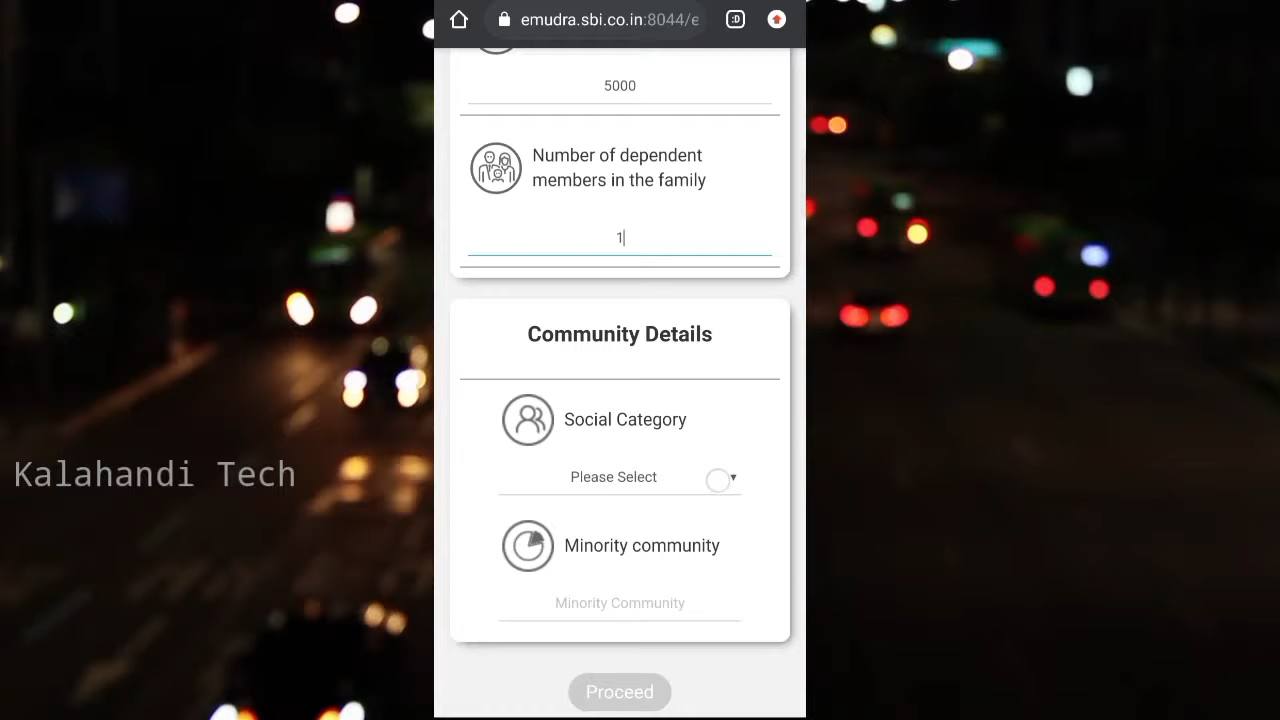 emudra.sbi.co.in:8044/e
:D
5000
Number of dependent
members in the family
1
Community Details
Social Category
Please Select
Kalahandi Tech
Minority community
Minority Community
Proceed